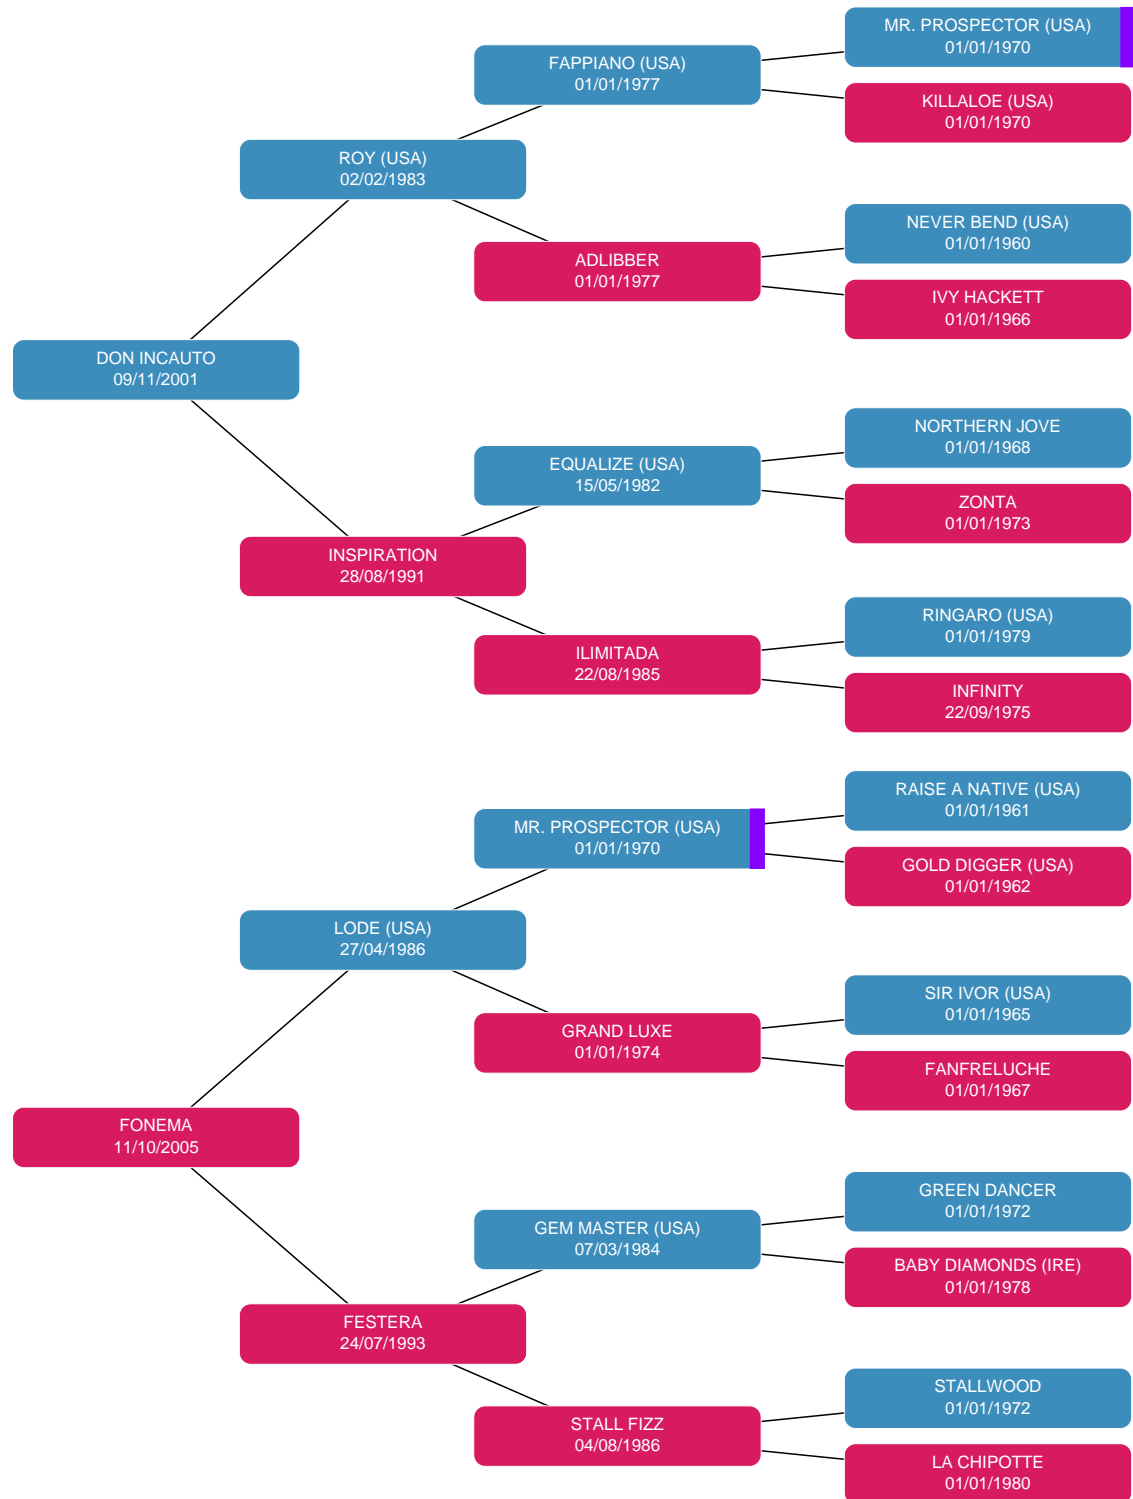 MR. PROSPECTOR (USA)
01/01/1970
FAPPIANO (USA)
01/01/1977
KILLALOE (USA)
01/01/1970
ROY (USA)
02/02/1983
NEVER BEND (USA)
01/01/1960
ADLIBBER
01/01/1977
IVY HACKETT
01/01/1966
DON INCAUTO
09/11/2001
NORTHERN JOVE
01/01/1968
EQUALIZE (USA)
15/05/1982
ZONTA
01/01/1973
INSPIRATION
28/08/1991
RINGARO (USA)
01/01/1979
ILIMITADA
22/08/1985
INFINITY
22/09/1975
RAISE A NATIVE (USA)
01/01/1961
MR. PROSPECTOR (USA)
01/01/1970
GOLD DIGGER (USA)
01/01/1962
LODE (USA)
27/04/1986
SIR IVOR (USA)
01/01/1965
GRAND LUXE
01/01/1974
FANFRELUCHE
01/01/1967
FONEMA
11/10/2005
GREEN DANCER
01/01/1972
GEM MASTER (USA)
07/03/1984
BABY DIAMONDS (IRE)
01/01/1978
FESTERA
24/07/1993
STALLWOOD
01/01/1972
STALL FIZZ
04/08/1986
LA CHIPOTTE
01/01/1980